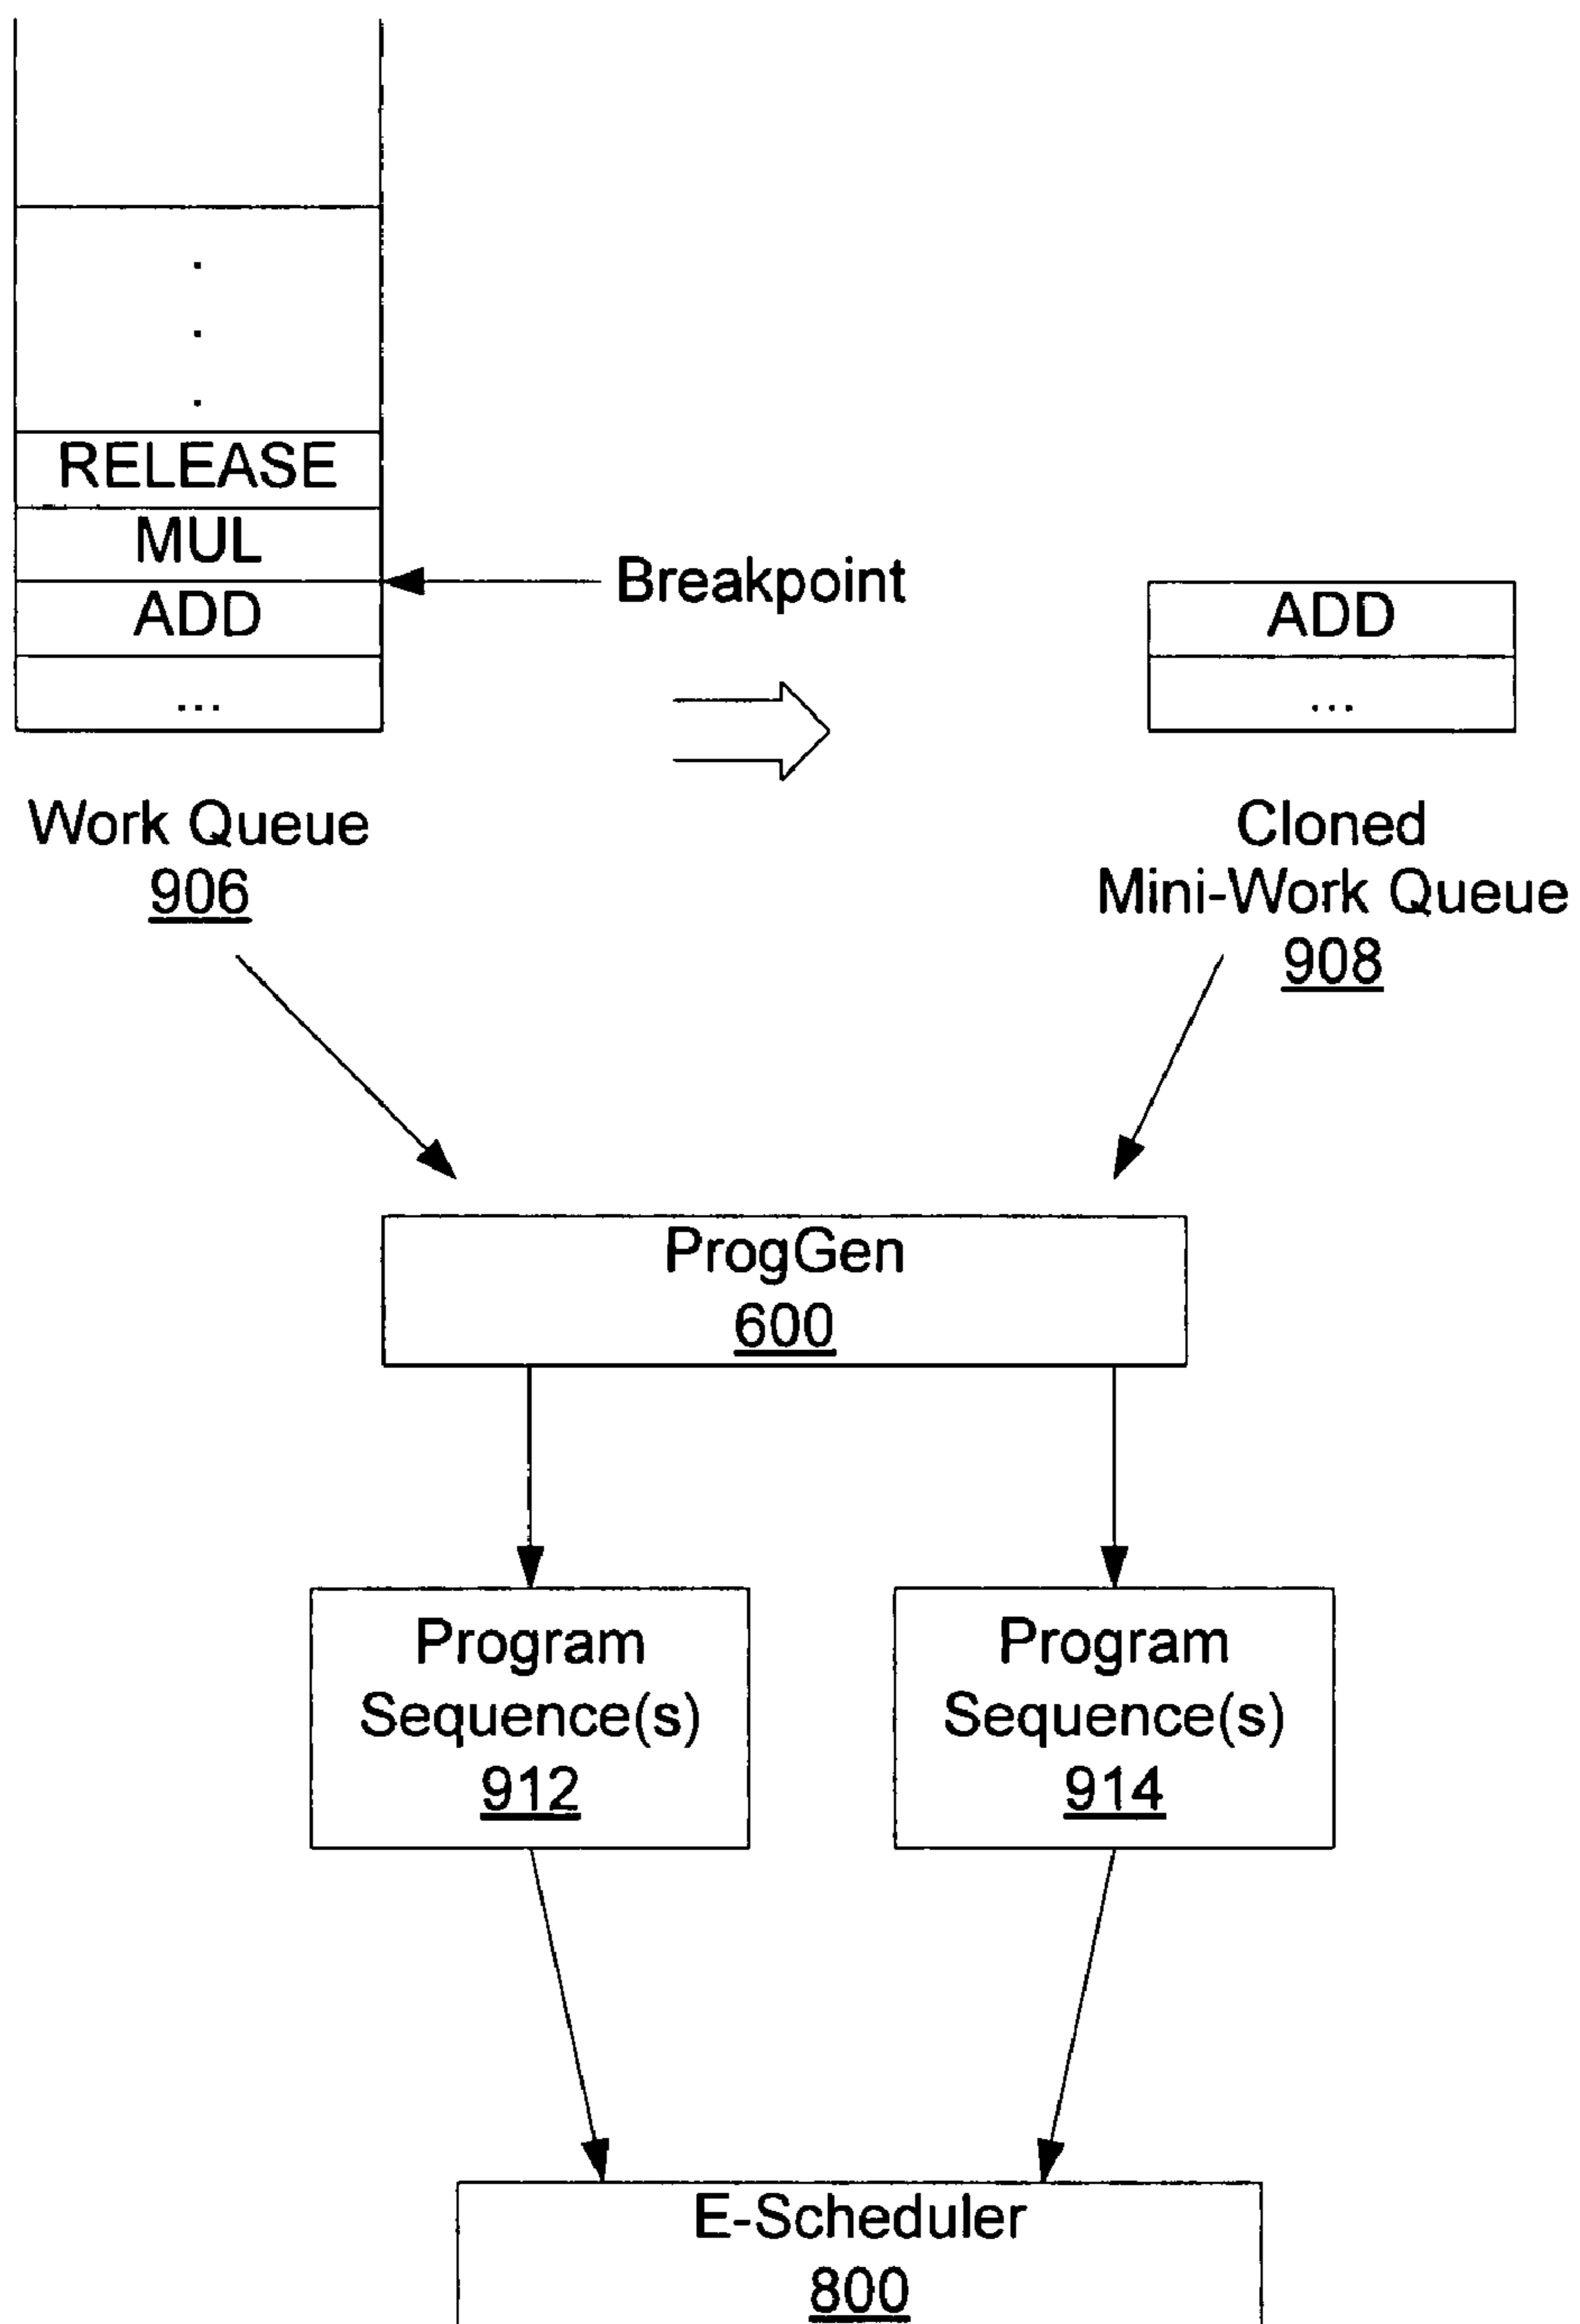 RELEASE
MUL
ADD
...
Breakpoint
ADD
...
Work Queue
906
Cloned
Mini-Work Queue
908
ProgGen
600
Program
Sequence(s)
912
Program
Sequence(s)
914
E-Scheduler
800